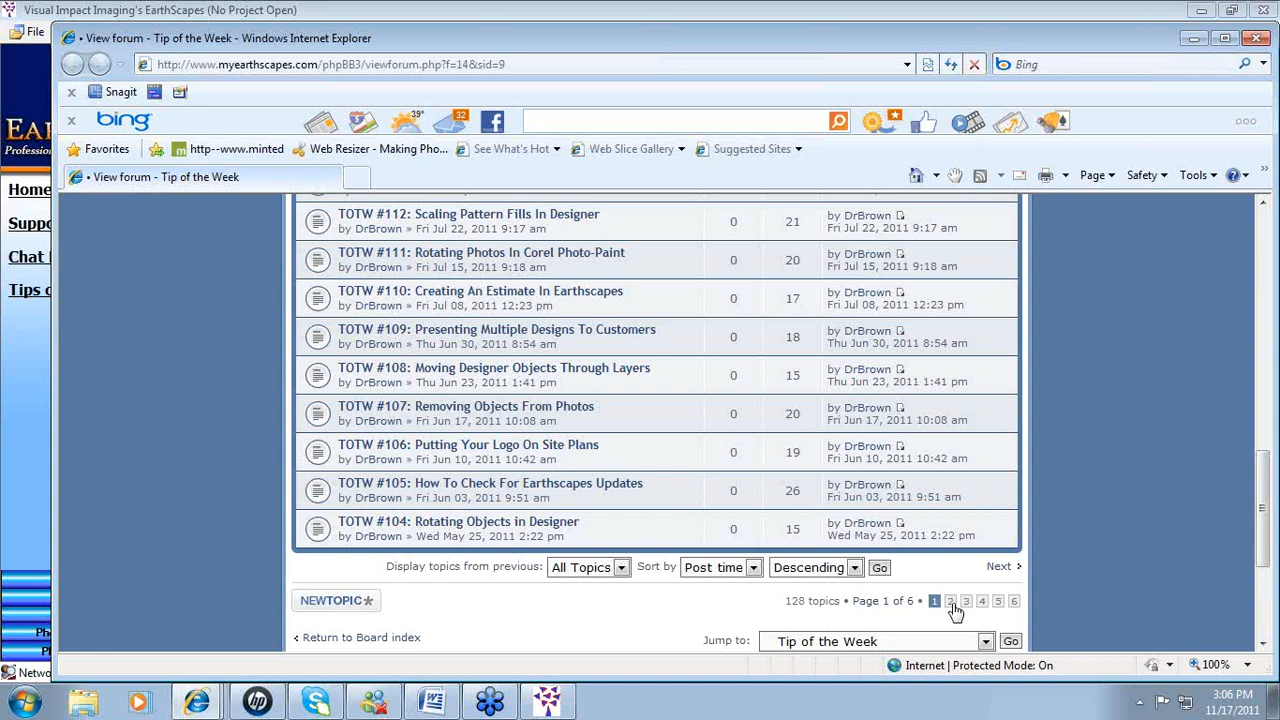 Visual Impact Imaging's EarthScapes (No Project Open)
File
• View forum - Tip of the Week - Windows Internet Explorer
http://www.myearthscapes.com/phpBB3/viewforum.php?f=14&sid=9
Bing
x Snagit
x bing 39° 32
Favorites http--www.minted Web Resizer - Making Pho... See What's Hot Web Slice Gallery Suggested Sites
• View forum - Tip of the Week
Page Safety Tools
Professio
Home
Suppo
Chat
Tips o
TOTW #112: Scaling Pattern Fills In Designer 0 21 by DrBrown
by DrBrown » Fri Jul 22, 2011 9:17 am Fri Jul 22, 2011 9:17 am
TOTW #111: Rotating Photos In Corel Photo-Paint 0 20 by DrBrown
by DrBrown » Fri Jul 15, 2011 9:18 am Fri Jul 15, 2011 9:18 am
TOTW #110: Creating An Estimate In Earthscapes 0 17 by DrBrown
by DrBrown » Fri Jul 08, 2011 12:23 pm Fri Jul 08, 2011 12:23 pm
TOTW #109: Presenting Multiple Designs To Customers 0 18 by DrBrown
by DrBrown » Thu Jun 30, 2011 8:54 am Thu Jun 30, 2011 8:54 am
TOTW #108: Moving Designer Objects Through Layers 0 15 by DrBrown
by DrBrown » Thu Jun 23, 2011 1:41 pm Thu Jun 23, 2011 1:41 pm
TOTW #107: Removing Objects From Photos 0 20 by DrBrown
by DrBrown » Fri Jun 17, 2011 10:08 am Fri Jun 17, 2011 10:08 am
TOTW #106: Putting Your Logo On Site Plans 0 19 by DrBrown
by DrBrown » Fri Jun 10, 2011 10:42 am Fri Jun 10, 2011 10:42 am
TOTW #105: How To Check For Earthscapes Updates 0 26 by DrBrown
by DrBrown » Fri Jun 03, 2011 9:51 am Fri Jun 03, 2011 9:51 am
TOTW #104: Rotating Objects in Designer 0 15 by DrBrown
by DrBrown » Wed May 25, 2011 2:22 pm Wed May 25, 2011 2:22 pm
Display topics from previous: All Topics Sort by Post time Descending Go Next
NEWTOPIC* 128 topics • Page 1 of 6 • 1 2 3 4 5 6
Return to Board index Jump to: Tip of the Week Go
Internet | Protected Mode: On 100%
Netwo
3:06 PM
11/17/2011